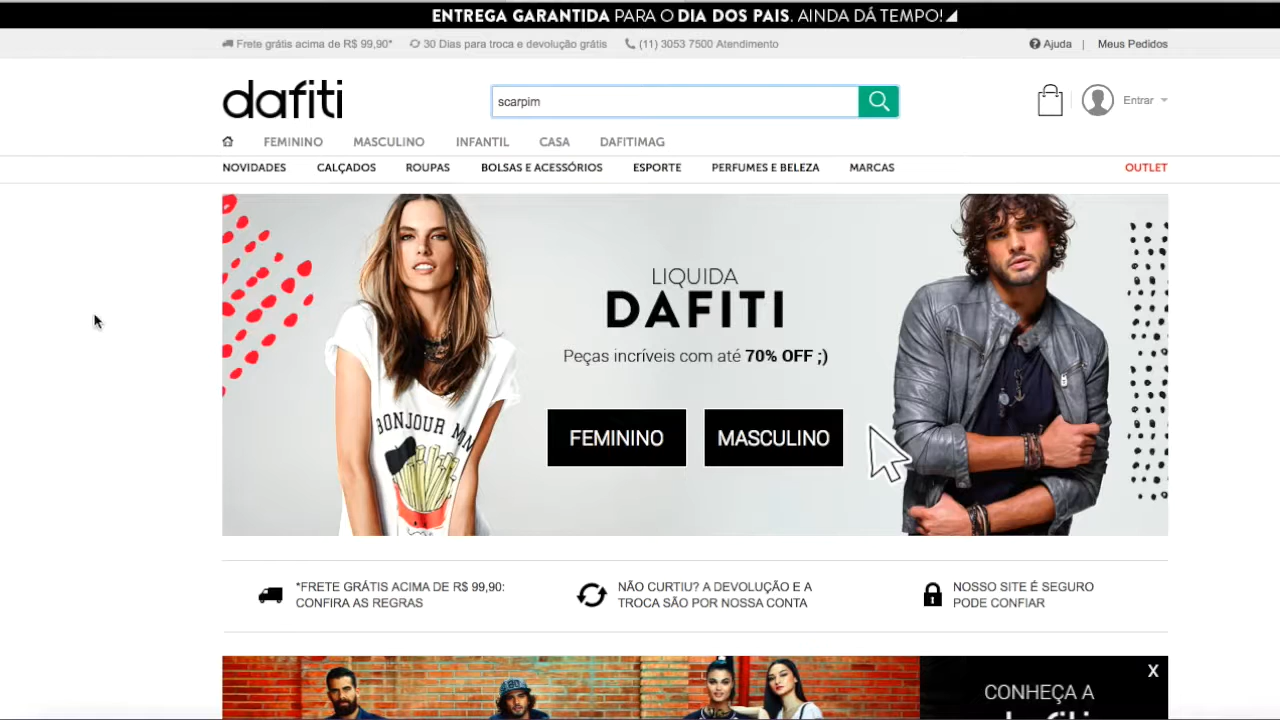 ENTREGA GARANTIDA PARA O DIA DOS PAIS. AINDA DÁ TEMPO!
Frete grátis acima de R$ 99,90* 30 Dias para troca e devolução grátis (11) 3053 7500 Atendimento Ajuda | Meus Pedidos
dafiti
scarpim
Entrar
FEMININO MASCULINO INFANTIL CASA DAFITIMAG
NOVIDADES CALÇADOS ROUPAS BOLSAS E ACESSÓRIOS ESPORTE PERFUMES E BELEZA MARCAS OUTLET
LIQUIDA
DAFITI
Peças incríveis com até 70% OFF ;)
FEMININO MASCULINO
BONJOUR
*FRETE GRÁTIS ACIMA DE R$ 99,90:
CONFIRA AS REGRAS
NÃO CURTIU? A DEVOLUÇÃO E A
TROCA SÃO POR NOSSA CONTA
NOSSO SITE É SEGURO
PODE CONFIAR
X
CONHEÇA A